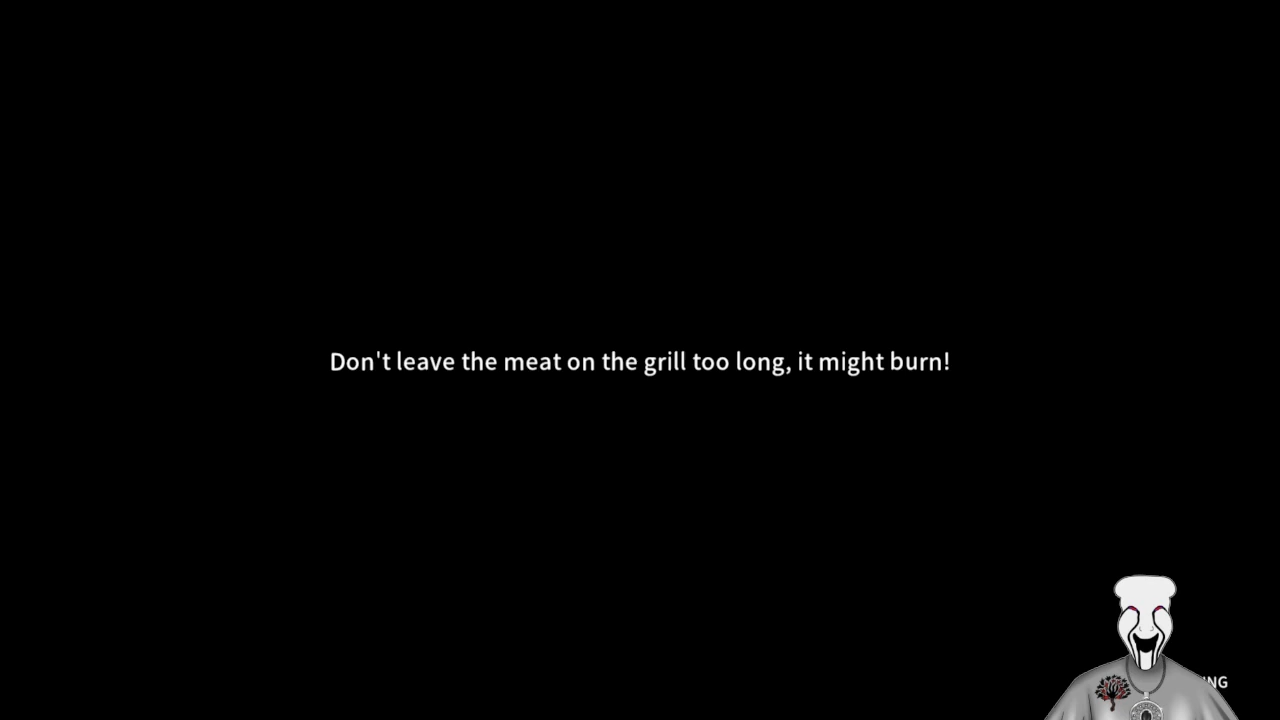 Don't leave the meat on the grill too long, it might burn!